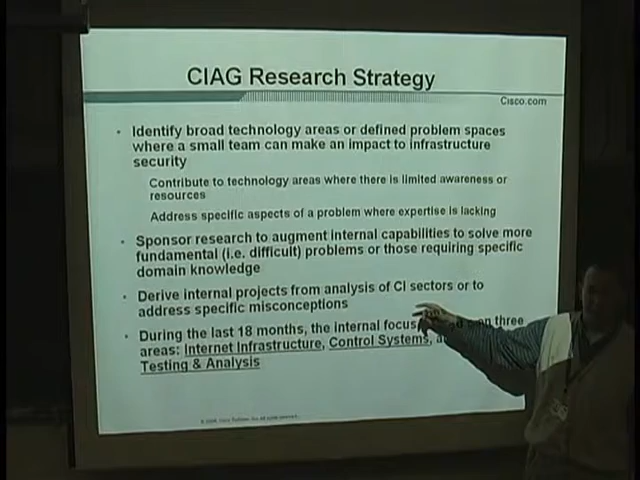 CIAG Research Strategy
Cisco.com
• Identify broad technology areas or defined problem spaces
where a small team can make an impact to infrastructure
security
Contribute to technology areas where there is limited awareness or
resources
Address specific aspects of a problem where expertise is lacking
• Sponsor research to augment internal capabilities to solve more
fundamental (i.e. difficult) problems or those requiring specific
domain knowledge
• Derive internal projects from analysis of CI sectors or to
address specific misconceptions
• During the last 18 months, the internal focus on three
areas: Internet Infrastructure, Control Systems,
Testing & Analysis